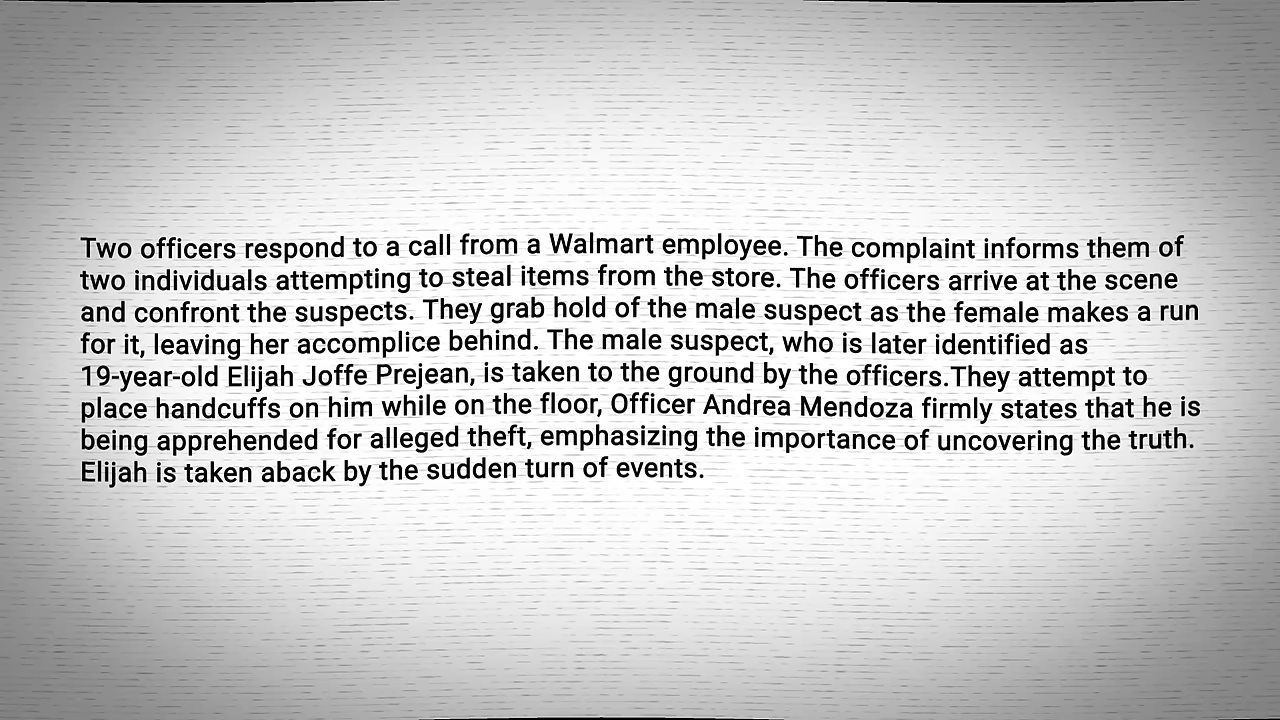 Two officers respond to a call from a Walmart employee. The complaint informs them of
two individuals attempting to steal items from the store. The officers arrive at the scene
and confront the suspects. They grab hold of the male suspect as the female makes a run
for it, leaving her accomplice behind. The male suspect, who is later identified as
19-year-old Elijah Joffe Prejean, is taken to the ground by the officers.They attempt to
place handcuffs on him while on the floor, Officer Andrea Mendoza firmly states that he is
being apprehended for alleged theft, emphasizing the importance of uncovering the truth.
Elijah is taken aback by the sudden turn of events.